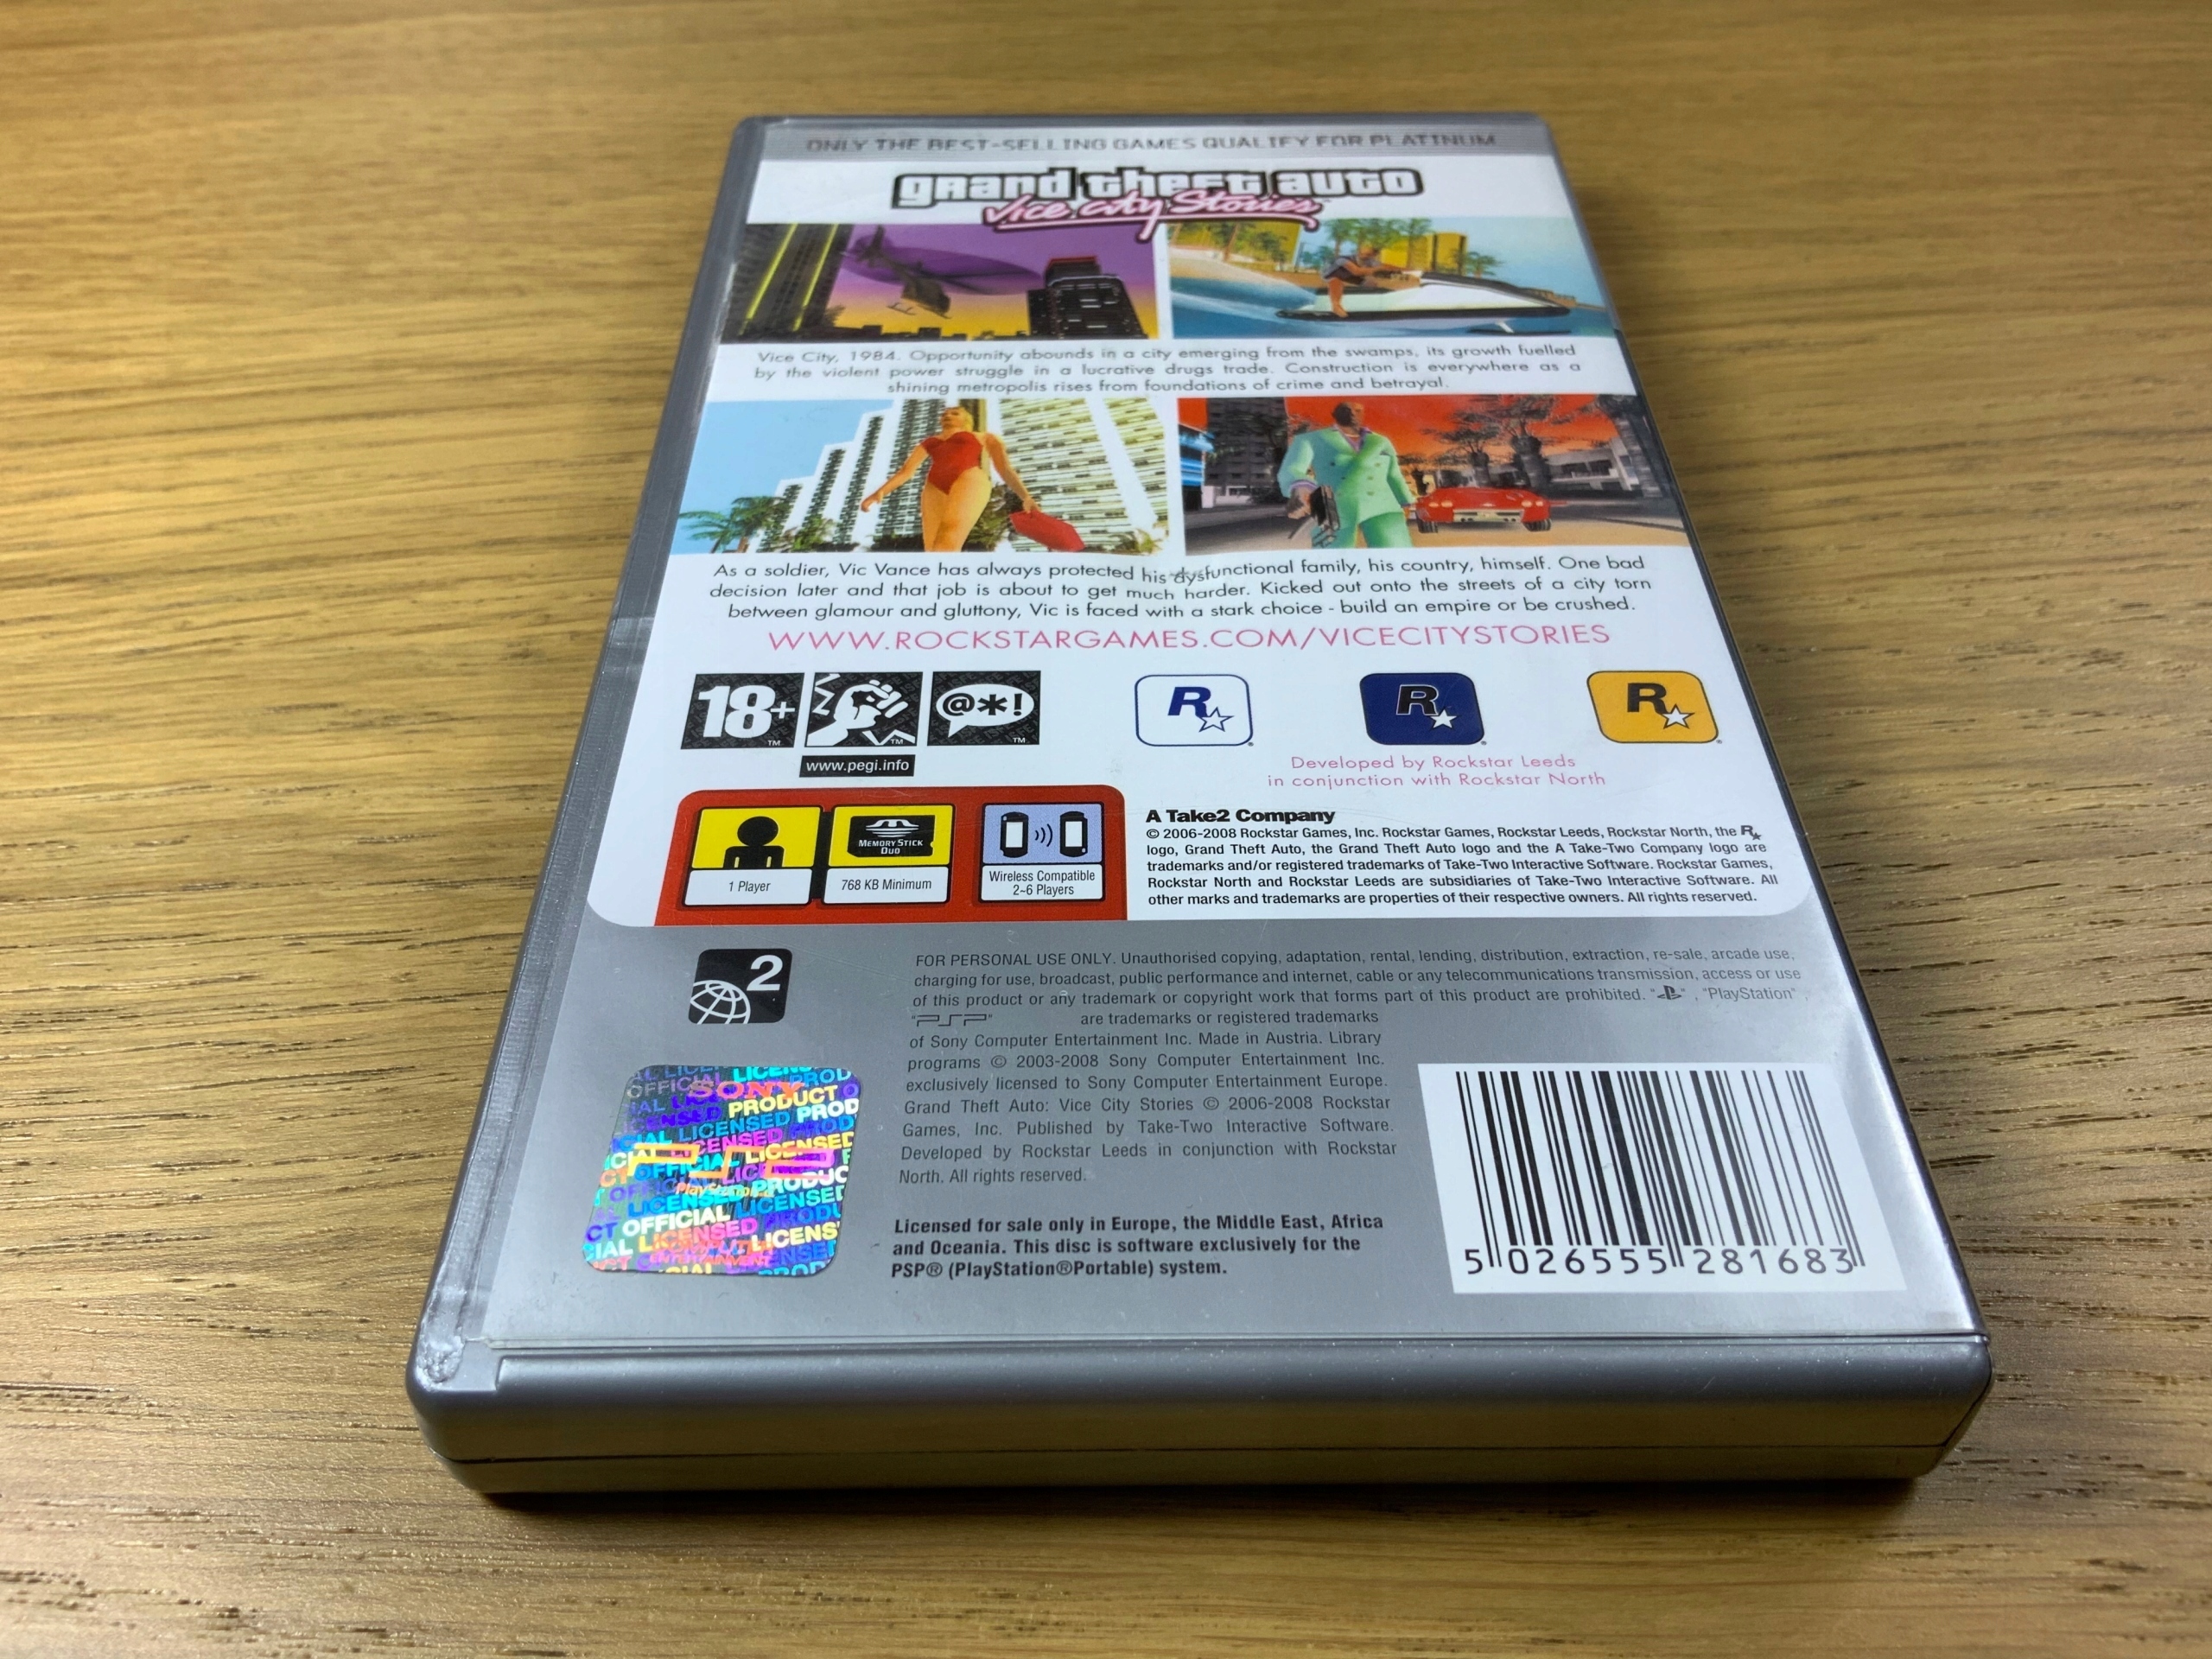 ONLY THE BEST-SELLING GAMES QUALIFY FOR PLATINUM
grand theft auto
Vice City Stories
Vice City, 1984. Opportunity abounds in a city emerging from the swamps, its growth fuelled
by the violent power struggle in a lucrative drugs trade. Construction is everywhere as a
shining metropolis rises from foundations of crime and betrayal.
As a soldier, Vic Vance has always protected his dysfunctional family, his country, himself. One bad
decision later and that job is about to get much harder. Kicked out onto the streets of a city torn
between glamour and gluttony, Vic is faced with a stark choice - build an empire or be crushed.
WWW.ROCKSTARGAMES.COM/VICECITYSTORIES
18+ ™ ™ @*! ™
www.pegi.info
R R R
Developed by Rockstar Leeds
in conjunction with Rockstar North
MEMORY STICK
DUO
1 Player
768 KB Minimum
Wireless Compatible
2-6 Players
A Take2 Company
© 2006-2008 Rockstar Games, Inc. Rockstar Games, Rockstar Leeds, Rockstar North, the R
logo, Grand Theft Auto, the Grand Theft Auto logo and the A Take-Two Company logo are
trademarks and/or registered trademarks of Take-Two Interactive Software. Rockstar Games,
Rockstar North and Rockstar Leeds are subsidiaries of Take-Two Interactive Software. All
other marks and trademarks are properties of their respective owners. All rights reserved.
2
FOR PERSONAL USE ONLY. Unauthorised copying, adaptation, rental, lending, distribution, extraction, re-sale, arcade use,
charging for use, broadcast, public performance and internet, cable or any telecommunications transmission, access or use
of this product or any trademark or copyright work that forms part of this product are prohibited. "PS", "PlayStation",
"PSP" are trademarks or registered trademarks
of Sony Computer Entertainment Inc. Made in Austria. Library
programs © 2003-2008 Sony Computer Entertainment Inc.
exclusively licensed to Sony Computer Entertainment Europe.
Grand Theft Auto: Vice City Stories © 2006-2008 Rockstar
Games, Inc. Published by Take-Two Interactive Software.
Developed by Rockstar Leeds in conjunction with Rockstar
North. All rights reserved.
Licensed for sale only in Europe, the Middle East, Africa
and Oceania. This disc is software exclusively for the
PSP® (PlayStation®Portable) system.
SONY
OFFICIAL LICENSED PRODUCT
PSP
5 026555 281683